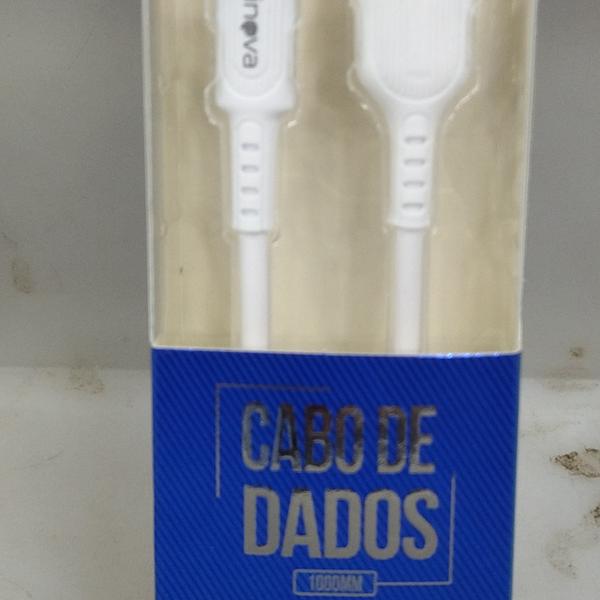 inova
CABO DE
DADOS
1000MM